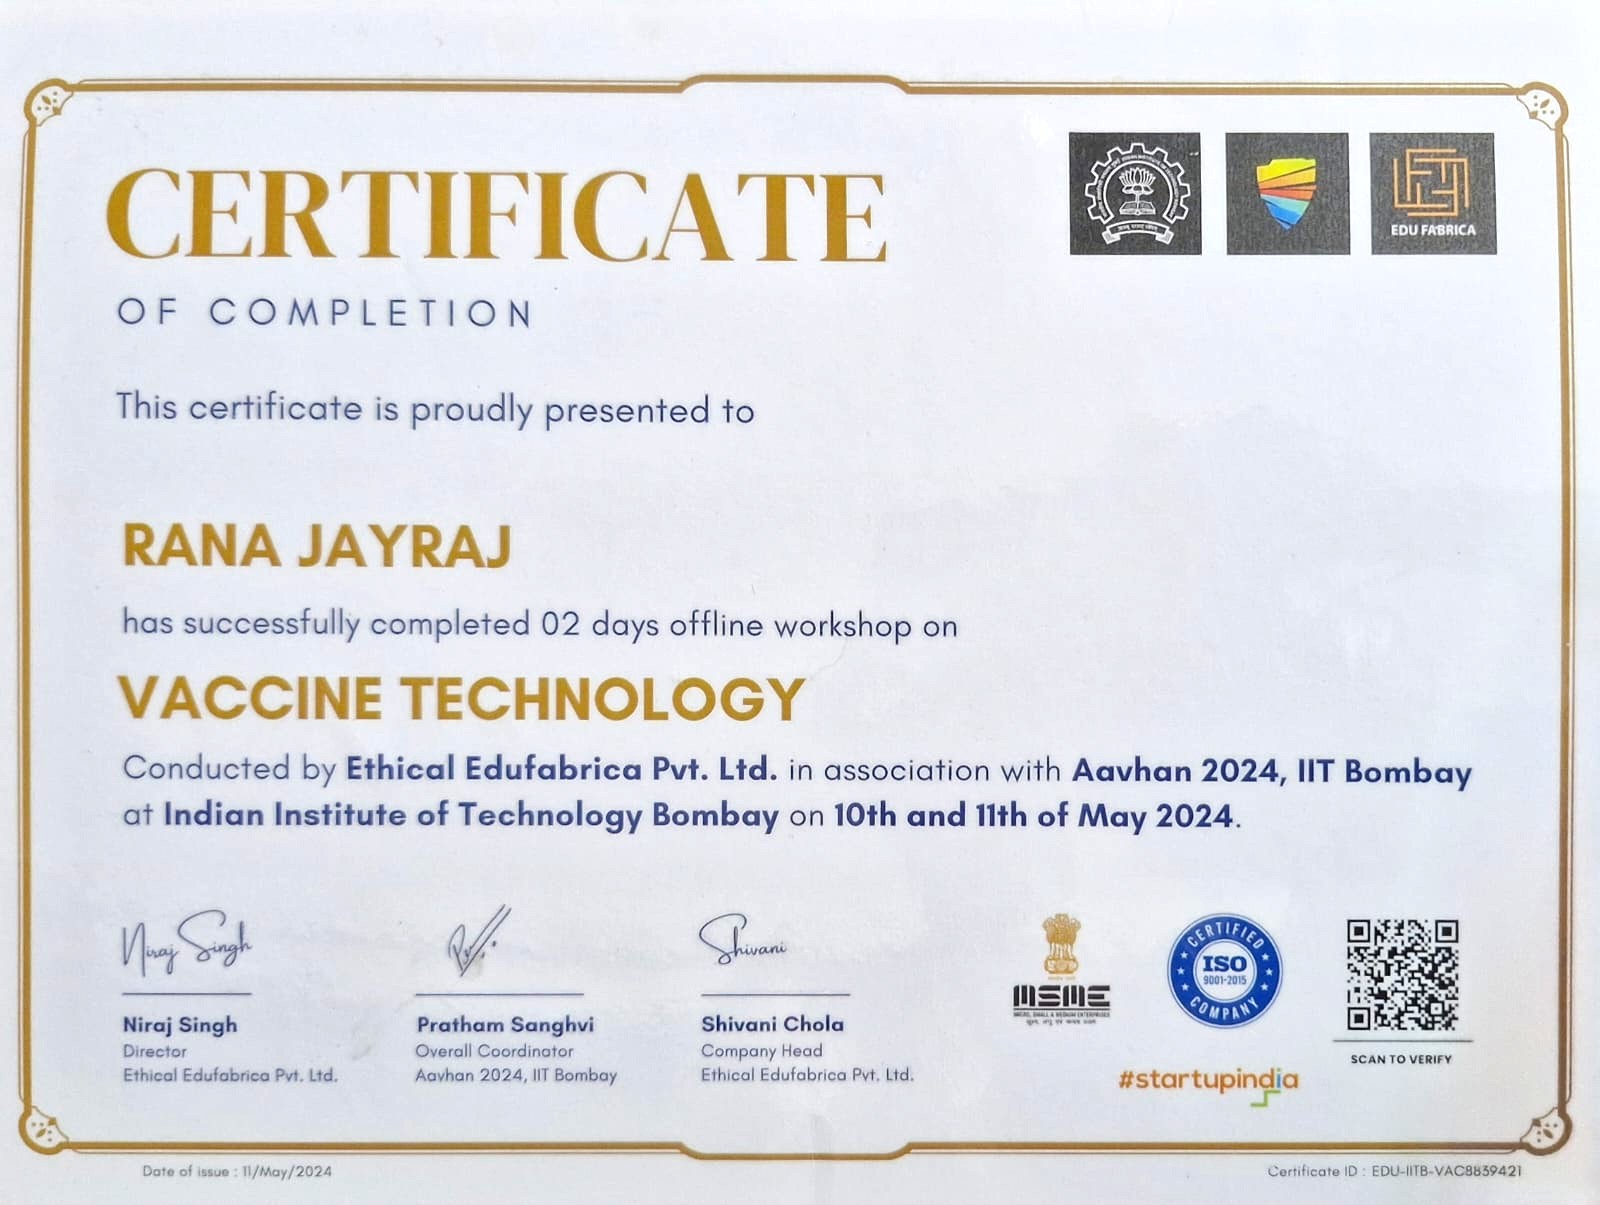 CERTIFICATE
OF COMPLETION
EDU FABRICA
This certificate is proudly presented to
RANA JAYRAJ
has successfully completed 02 days offline workshop on
VACCINE TECHNOLOGY
Conducted by Ethical Edufabrica Pvt. Ltd. in association with Aavhan 2024, IIT Bombay
at Indian Institute of Technology Bombay on 10th and 11th of May 2024.
Niraj Singh
Shivani
Niraj Singh
Director
Ethical Edufabrica Pvt. Ltd.
Pratham Sanghvi
Overall Coordinator
Aavhan 2024, IIT Bombay
Shivani Chola
Company Head
Ethical Edufabrica Pvt. Ltd.
MSME
MICRO, SMALL & MEDIUM ENTERPRISES
CERTIFIED
ISO
9001-2015
COMPANY
SCAN TO VERIFY
#startupindia
Date of issue : 11/May/2024
Certificate ID : EDU-IITB-VAC8839421